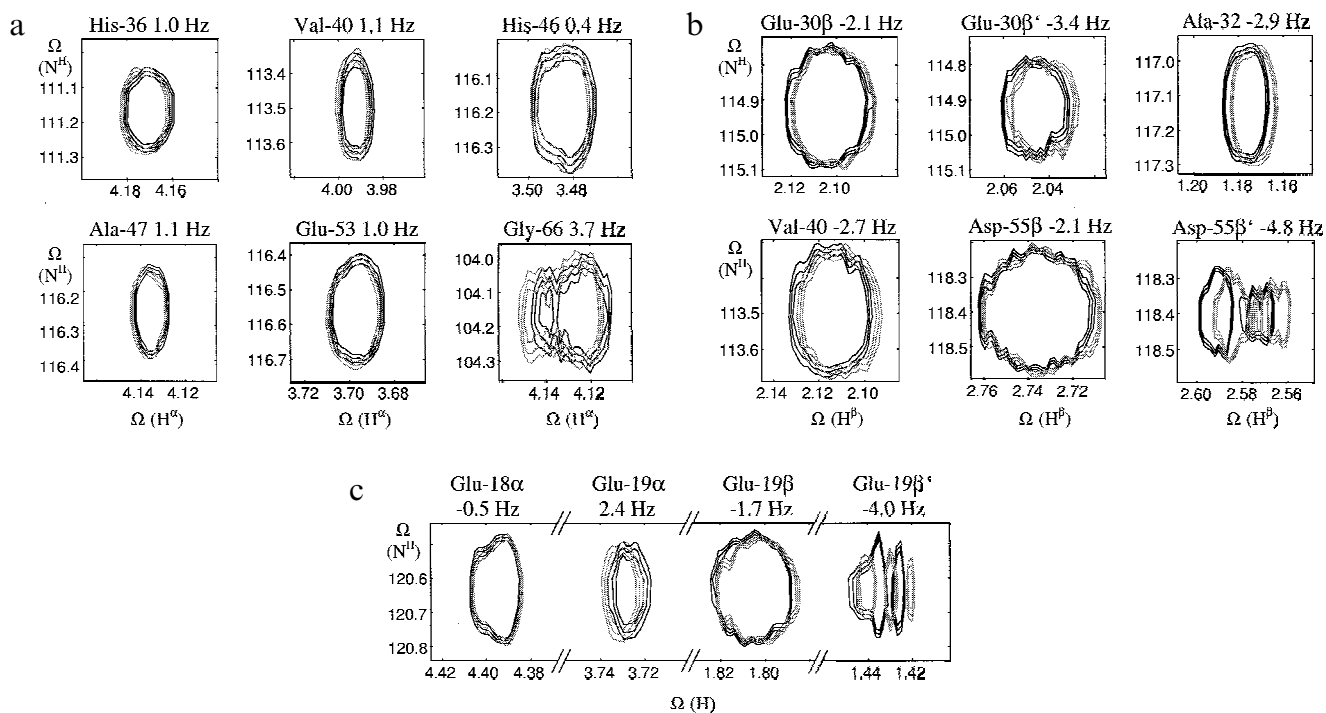 a
His-36 1.0 Hz
Val-40 1.1 Hz
His-46 0.4 Hz
Ω
(N^H)
111.1
111.2
111.3
4.18 4.16
113.4
113.5
113.6
4.00 3.98
116.1
116.2
116.3
3.50 3.48
Ala-47 1.1 Hz
Glu-53 1.0 Hz
Gly-66 3.7 Hz
Ω
(N^H)
116.2
116.3
116.4
4.14 4.12
Ω (H^α)
116.4
116.5
116.6
116.7
3.72 3.70 3.68
Ω (H^α)
104.0
104.1
104.2
104.3
4.14 4.12
Ω (H^α)
b
Glu-30β -2.1 Hz
Glu-30β' -3.4 Hz
Ala-32 -2.9 Hz
Ω
(N^H)
114.8
114.9
115.0
115.1
2.12 2.10
114.8
114.9
115.0
115.1
2.06 2.04
117.0
117.1
117.2
117.3
1.20 1.18 1.16
Val-40 -2.7 Hz
Asp-55β -2.1 Hz
Asp-55β' -4.8 Hz
Ω
(N^H)
113.5
113.6
2.14 2.12 2.10
Ω (H^β)
118.3
118.4
118.5
2.76 2.74 2.72
Ω (H^β)
118.3
118.4
118.5
2.60 2.58 2.56
Ω (H^β)
c
Glu-18α
-0.5 Hz
Glu-19α
2.4 Hz
Glu-19β
-1.7 Hz
Glu-19β'
-4.0 Hz
Ω
(N^H)
120.6
120.7
120.8
4.42 4.40 4.38
3.74 3.72
1.82 1.80
1.44 1.42
Ω (H)